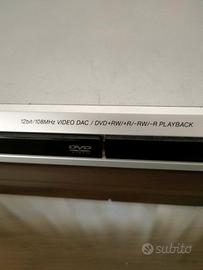 12bit/108MHz VIDEO DAC / DVD+RW/+R/-RW/-R PLAYBACK
DVD
subito